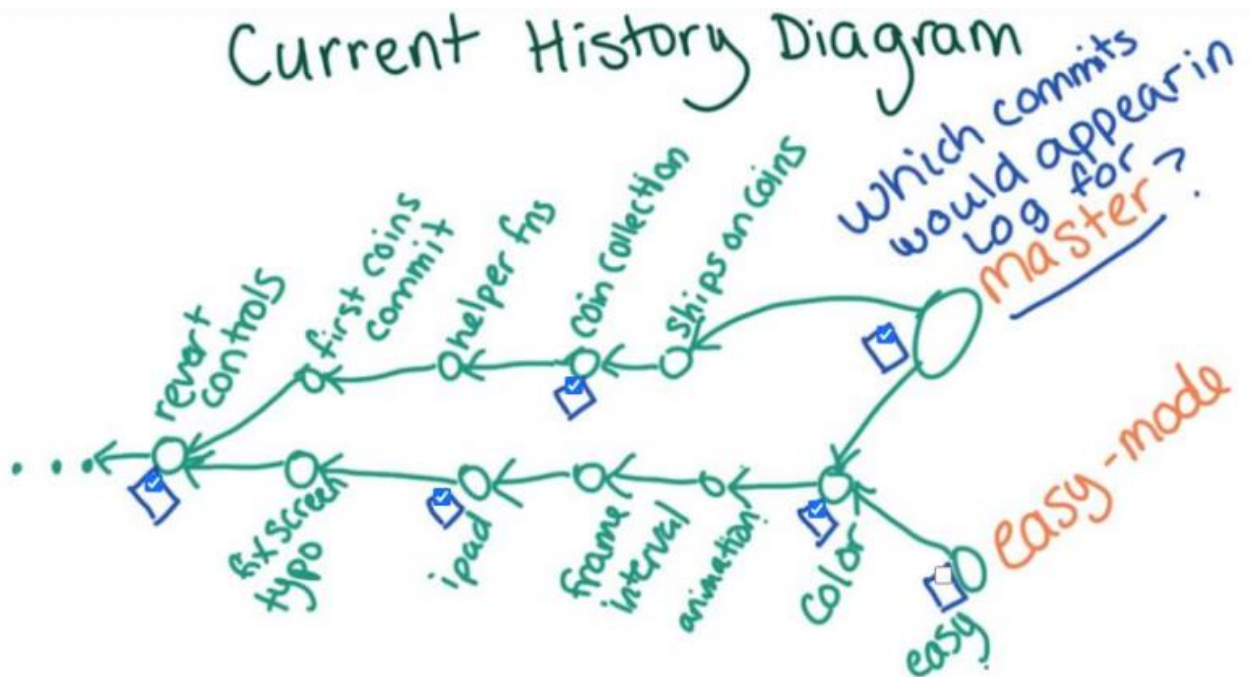 Current History Diagram
which commits
would appear in
log for
master?
revert
controls
first coins
commit
helper fns
coin collection
ships on coins
easy-mode
fix screen
typo
ipad
frame
interval
animation
color
easy